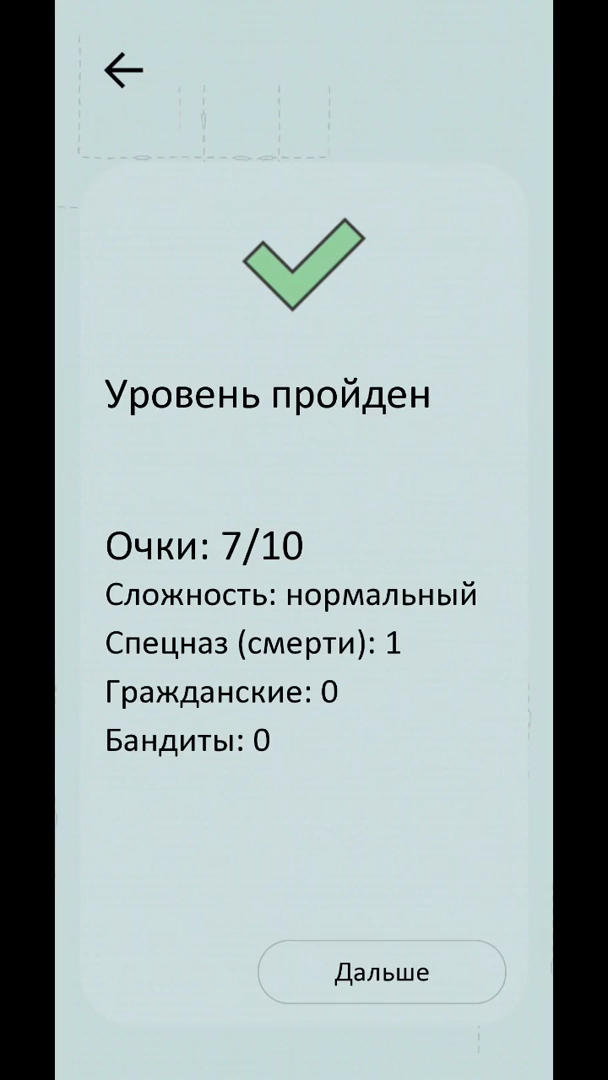 Уровень пройден
Очки: 7/10
Сложность: нормальный
Спецназ (смерти): 1
Гражданские: 0
Бандиты: 0
Дальше